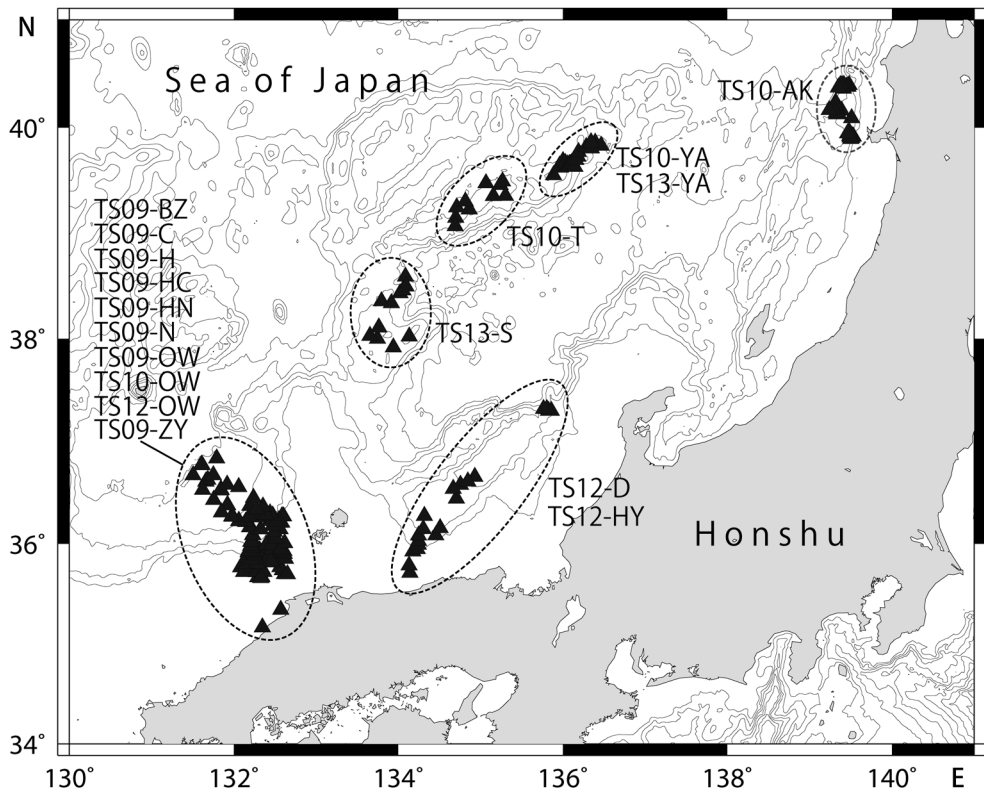 N
Sea of Japan
TS10-AK
40°
TS10-YA
TS13-YA
TS09-BZ
TS09-C
TS09-H
TS09-HC
TS09-HN
TS09-N
TS09-OW
TS10-OW
TS12-OW
TS09-ZY
TS10-T
TS13-S
38°
TS12-D
TS12-HY
Honshu
36°
34°
130° 132° 134° 136° 138° 140° E